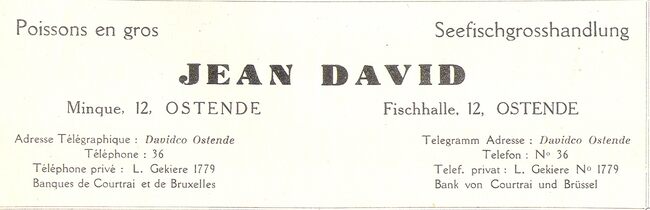 Poissons en gros
Seefischgrosshandlung
JEAN DAVID
Minque, 12, OSTENDE
Fischhalle, 12, OSTENDE
Adresse Télégraphique : Davidco Ostende
Téléphone : 36
Téléphone privé : L. Gekiere 1779
Banques de Courtrai et de Bruxelles
Telegramm Adresse : Davidco Ostende
Telefon : Nº 36
Telef. privat : L. Gekiere Nº 1779
Bank von Courtrai und Brüssel